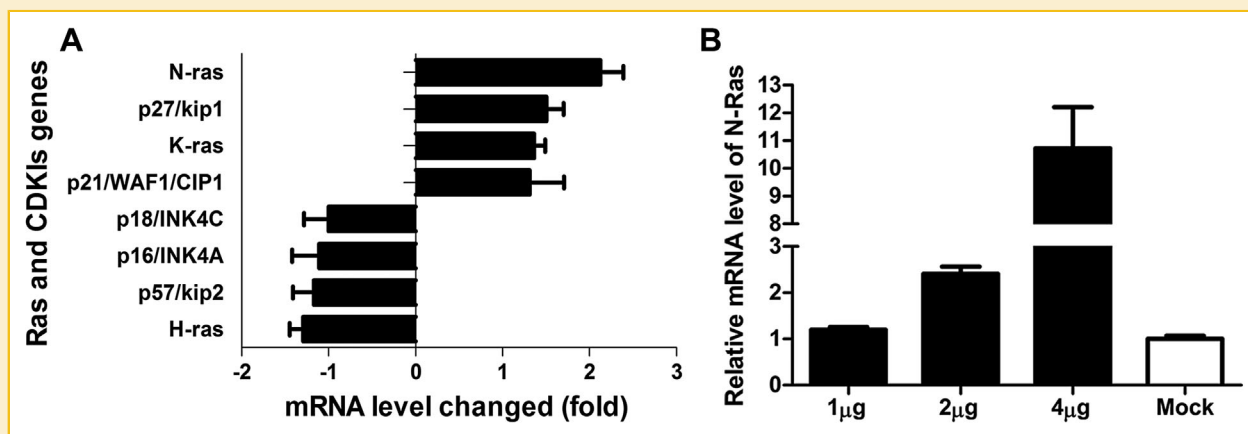 A
Ras and CDKIs genes
N-ras
p27/kip1
K-ras
p21/WAF1/CIP1
p18/INK4C
p16/INK4A
p57/kip2
H-ras
-2 -1 0 1 2 3
mRNA level changed (fold)
B
Relative mRNA level of N-Ras
13
12
11
10
9
8
3
2
1
0
1μg 2μg 4μg Mock